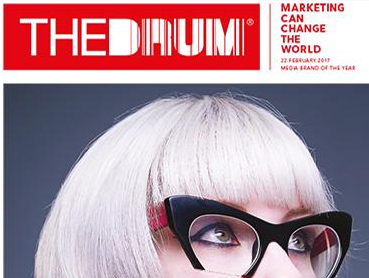 THEDRUM®
MARKETING
CAN
CHANGE
THE
WORLD
22.FEBRUARY.2017
MEDIA BRAND OF THE YEAR